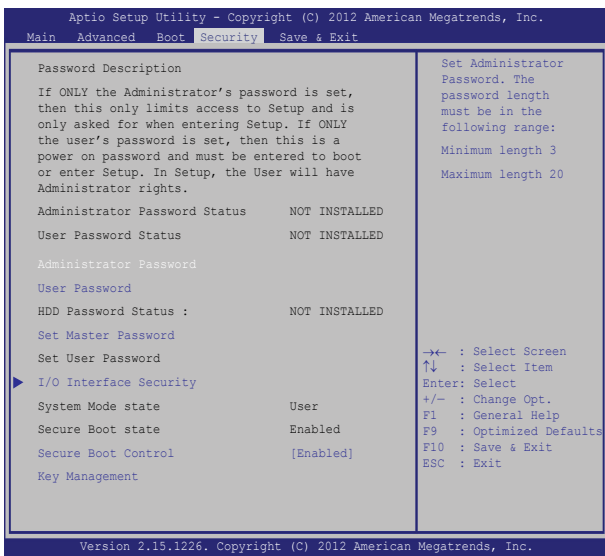 Aptio Setup Utility - Copyright (C) 2012 American Megatrends, Inc.
Main Advanced Boot Security Save & Exit
Password Description
If ONLY the Administrator's password is set,
then this only limits access to Setup and is
only asked for when entering Setup. If ONLY
the user's password is set, then this is a
power on password and must be entered to boot
or enter Setup. In Setup, the User will have
Administrator rights.
Administrator Password Status NOT INSTALLED
User Password Status NOT INSTALLED
Administrator Password
User Password
HDD Password Status : NOT INSTALLED
Set Master Password
Set User Password
I/O Interface Security
System Mode state User
Secure Boot state Enabled
Secure Boot Control [Enabled]
Key Management
Set Administrator
Password. The
password length
must be in the
following range:
Minimum length 3
Maximum length 20
→← : Select Screen
↑↓ : Select Item
Enter: Select
+/— : Change Opt.
F1 : General Help
F9 : Optimized Defaults
F10 : Save & Exit
ESC : Exit
Version 2.15.1226. Copyright (C) 2012 American Megatrends, Inc.